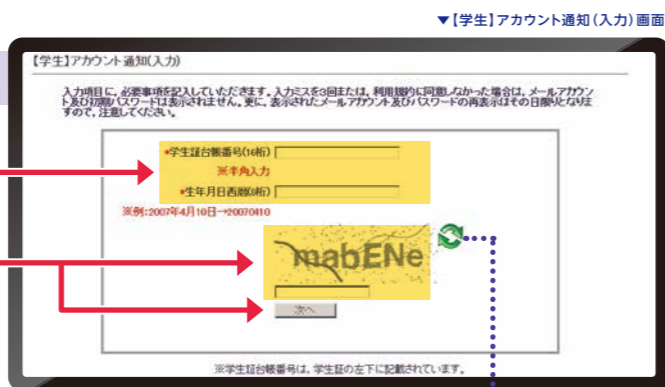 ▼【学生】アカウント通知（入力）画面
【学生】アカウント通知(入力)
入力項目に、必要事項を記入していただきます。入力ミスを3回または、利用規約に同意しなかった場合は、メールアカウン
ト及び初期パスワードは表示されません。更に、表示されたメールアカウント及びパスワードの再表示はその日限りとなりま
すので、注意してください。
*学生証台帳番号(16桁)
※半角入力
*生年月日西暦(8桁)
※例:2007年4月10日→20070410
mabENe
次へ
※学生証台帳番号は、学生証の左下に記載されています。